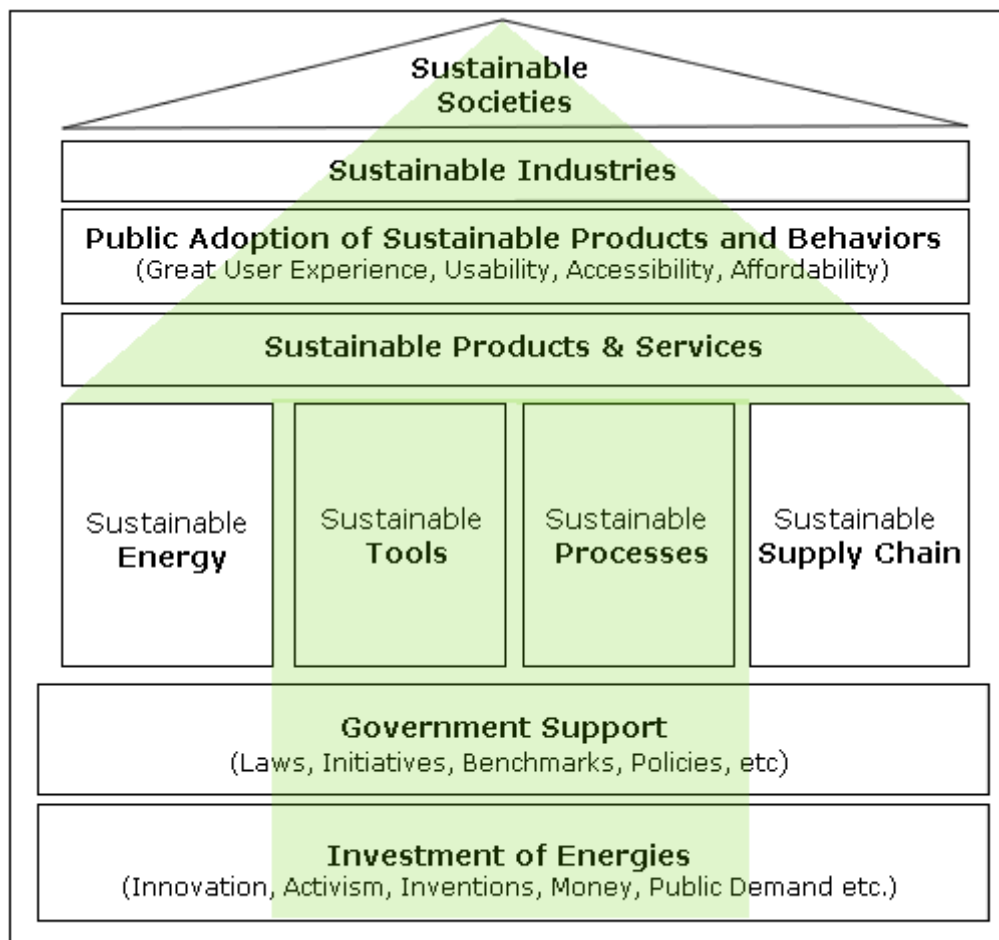 Sustainable
Societies
Sustainable Industries
Public Adoption of Sustainable Products and Behaviors
(Great User Experience, Usability, Accessibility, Affordability)
Sustainable Products & Services
Sustainable
Energy
Sustainable
Tools
Sustainable
Processes
Sustainable
Supply Chain
Government Support
(Laws, Initiatives, Benchmarks, Policies, etc)
Investment of Energies
(Innovation, Activism, Inventions, Money, Public Demand etc.)